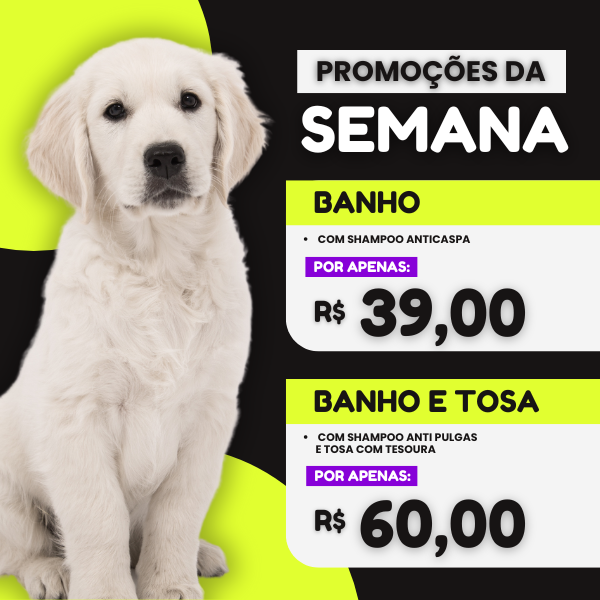 PROMOÇÕES DA
SEMANA
BANHO
• COM SHAMPOO ANTICASPA
POR APENAS:
R$ 39,00
BANHO E TOSA
• COM SHAMPOO ANTI PULGAS
E TOSA COM TESOURA
POR APENAS:
R$ 60,00